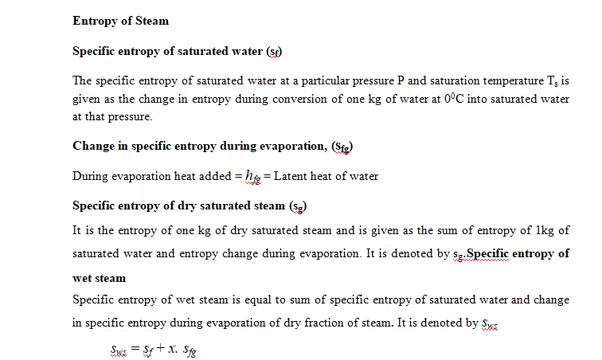 Entropy of Steam
Specific entropy of saturated water (sf)
The specific entropy of saturated water at a particular pressure P and saturation temperature Ts is
given as the change in entropy during conversion of one kg of water at 0⁰C into saturated water
at that pressure.
Change in specific entropy during evaporation, (Sfg)
During evaporation heat added = hfg = Latent heat of water
Specific entropy of dry saturated steam (sg)
It is the entropy of one kg of dry saturated steam and is given as the sum of entropy of 1kg of
saturated water and entropy change during evaporation. It is denoted by sg.Specific entropy of
wet steam
Specific entropy of wet steam is equal to sum of specific entropy of saturated water and change
in specific entropy during evaporation of dry fraction of steam. It is denoted by Swz
Swz = Sf + x. Sfg